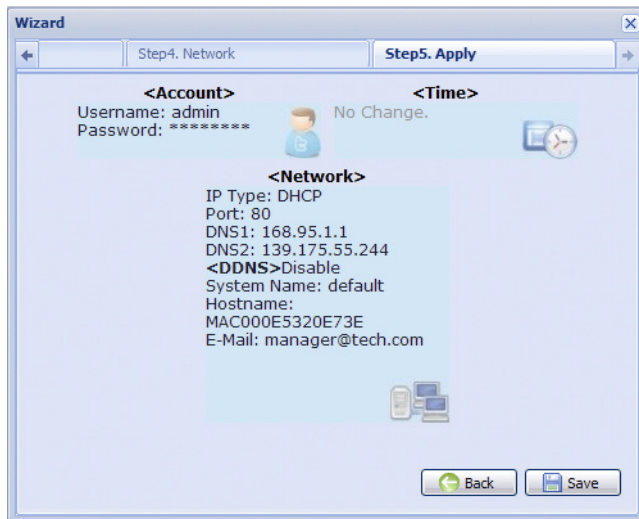 Wizard
Step4. Network
Step5. Apply
<Account>
Username: admin
Password: ********
<Time>
No Change.
<Network>
IP Type: DHCP
Port: 80
DNS1: 168.95.1.1
DNS2: 139.175.55.244
<DDNS>Disable
System Name: default
Hostname:
MAC000E5320E73E
E-Mail: manager@tech.com
Back
Save